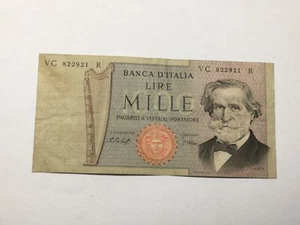 VC 822921 R
VC 822921 R
BANCA D'ITALIA
LIRE
MILLE
PAGABILI A VISTA AL PORTATORE